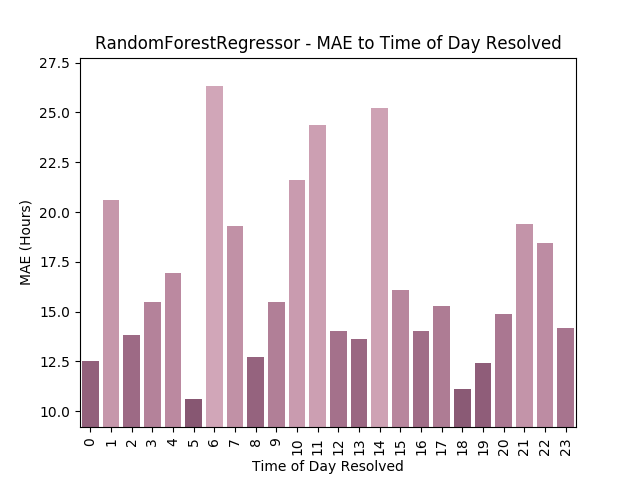 RandomForestRegressor - MAE to Time of Day Resolved
27.5
25.0
22.5
20.0
17.5
15.0
12.5
10.0
MAE (Hours)
0 1 2 3 4 5 6 7 8 9 10 11 12 13 14 15 16 17 18 19 20 21 22 23
Time of Day Resolved